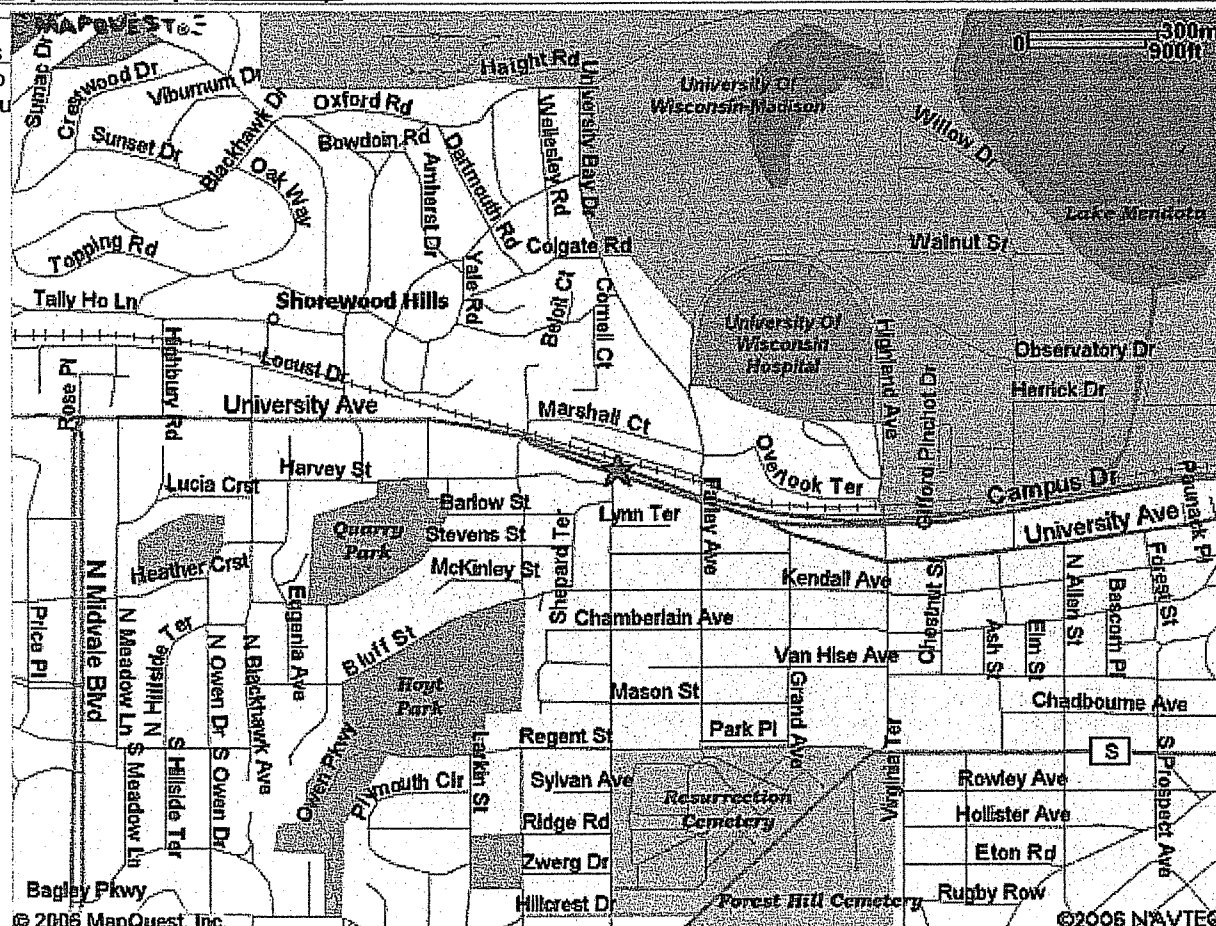 MAPQUEST
300m
0
900ft
Sumac Dr
Crestwood Dr
Viburnum Dr
Haight Rd
University Bay Dr
University Of
Wisconsin-Madison
Willow Dr
Oxford Rd
Blackhawk Dr
Sunset Dr
Bowdoin Rd
Wellesley Rd
Dartmouth Rd
Amherst Dr
Oak Way
Lake Mendota
Topping Rd
Colgate Rd
Walnut St
Yale Rd
Beloit Ct
Cornell Ct
Tally Ho Ln
Shorewood Hills
University Of
Wisconsin
Hospital
Highland Ave
Highbury Rd
Observatory Dr
Rose Pl
Locust Dr
Gifford Pinchot Dr
Harrick Dr
University Ave
Marshall Ct
Overlook Ter
Harvey St
Lucia Crst
Campus Dr
Paunack Pl
Barlow St
Lynn Ter
Farley Ave
University Ave
Quarry
Park
Stevens St
Shepard Ter
Heather Crst
McKinley St
Kendall Ave
Chestnut St
N Allen St
Forest St
Bascom Pl
N Midvale Blvd
Eugenia Ave
Price Pl
N Meadow Ln
N Hillside Ter
N Owen Dr
N Blackhawk Ave
Bluff St
Chamberlain Ave
Ash St
Elm St
Van Hise Ave
Hoyt
Park
Mason St
Grand Ave
Chadbourne Ave
Regent St
Park Pl
Virginia Ter
S
S Meadow Ln
S Hillside Ter
S Owen Dr
Owen Pkwy
Plymouth Cir
Larkin St
Sylvan Ave
Rowley Ave
S Prospect Ave
Resurrection
Cemetery
Ridge Rd
Hollister Ave
Zwerg Dr
Eton Rd
Bagley Pkwy
Hillcrest Dr
Forest Hill Cemetery
Rugby Row
© 2006 MapQuest, Inc.
©2006 NAVTEQ